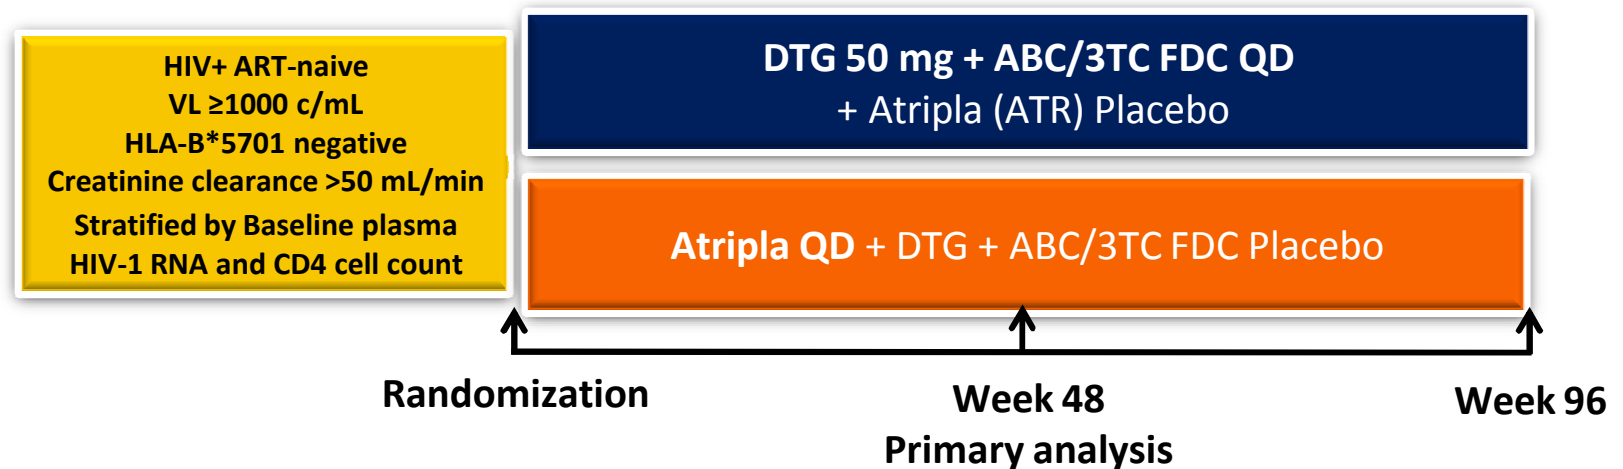 HIV+ ART-naive
VL ≥1000 c/mL
HLA-B*5701 negative
Creatinine clearance >50 mL/min
Stratified by Baseline plasma
HIV-1 RNA and CD4 cell count
DTG 50 mg + ABC/3TC FDC QD
+ Atripla (ATR) Placebo
Atripla QD + DTG + ABC/3TC FDC Placebo
Randomization
Week 48
Primary analysis
Week 96